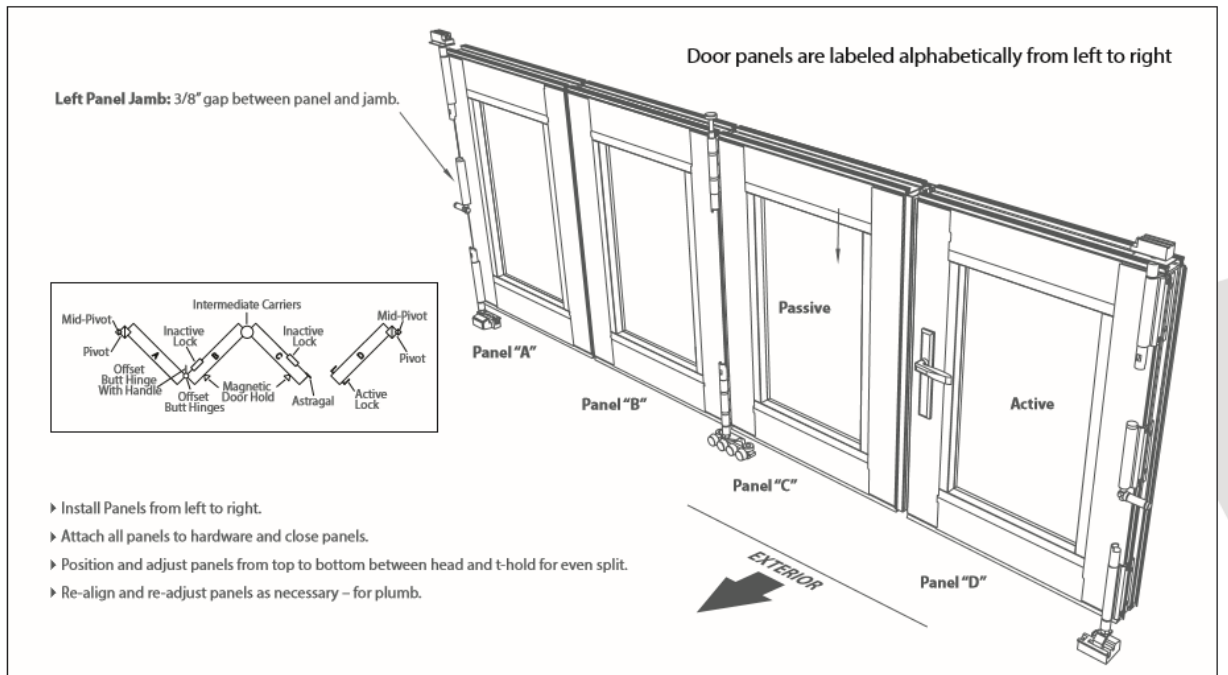 Door panels are labeled alphabetically from left to right
Left Panel Jamb: 3/8" gap between panel and jamb.
Passive
Active
Panel "A"
Panel "B"
Panel "C"
Panel "D"
EXTERIOR
Intermediate Carriers
Mid-Pivot
Inactive
Lock
Inactive
Lock
Mid-Pivot
Pivot
A
B
C
D
Pivot
Offset
Butt Hinge
With Handle
Offset
Butt Hinges
Magnetic
Door Hold
Astragal
Active
Lock
▸ Install Panels from left to right.
▸ Attach all panels to hardware and close panels.
▸ Position and adjust panels from top to bottom between head and t-hold for even split.
▸ Re-align and re-adjust panels as necessary – for plumb.